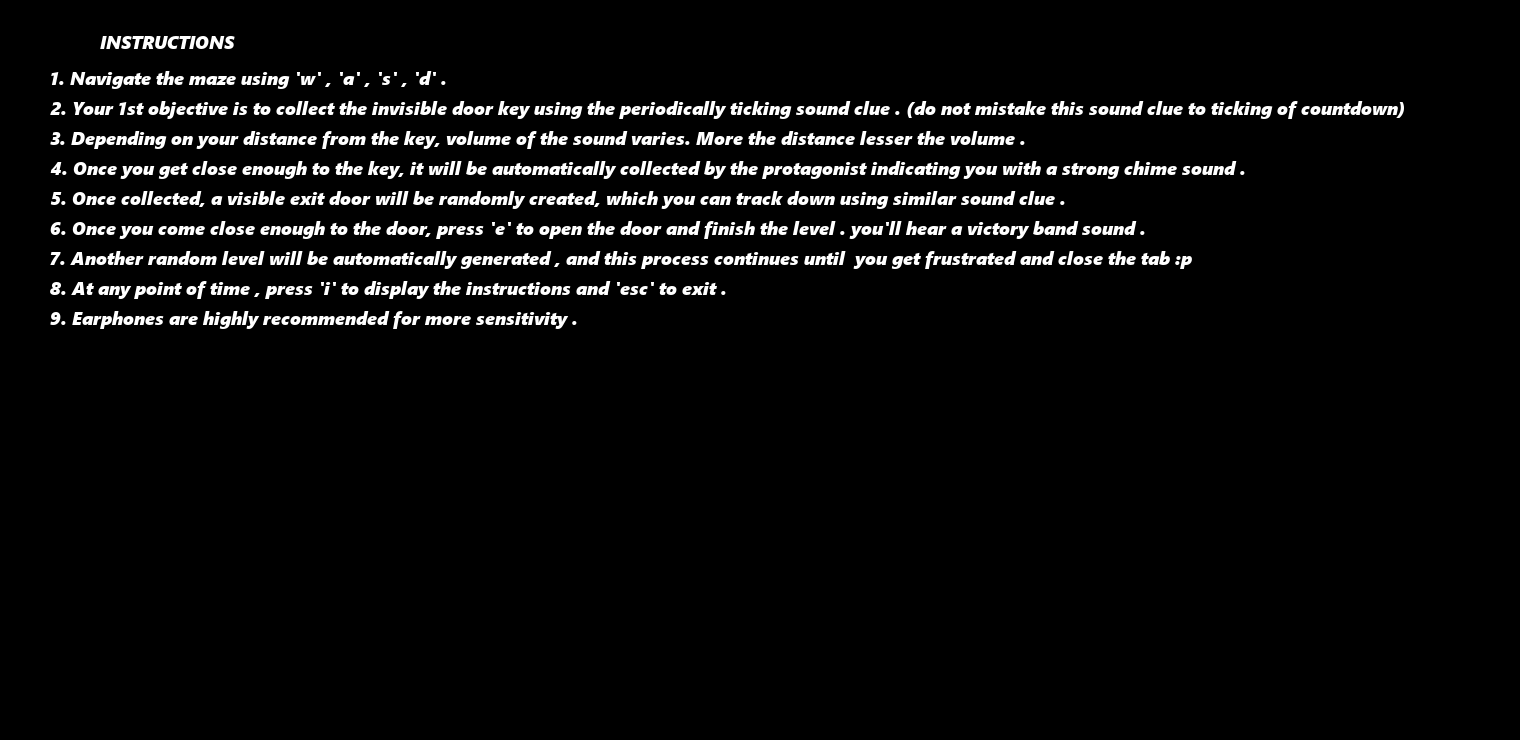 INSTRUCTIONS
1. Navigate the maze using 'w' , 'a' , 's' , 'd' .
2. Your 1st objective is to collect the invisible door key using the periodically ticking sound clue . (do not mistake this sound clue to ticking of countdown)
3. Depending on your distance from the key, volume of the sound varies. More the distance lesser the volume .
4. Once you get close enough to the key, it will be automatically collected by the protagonist indicating you with a strong chime sound .
5. Once collected, a visible exit door will be randomly created, which you can track down using similar sound clue .
6. Once you come close enough to the door, press 'e' to open the door and finish the level . you'll hear a victory band sound .
7. Another random level will be automatically generated , and this process continues until  you get frustrated and close the tab :p
8. At any point of time , press 'i' to display the instructions and 'esc' to exit .
9. Earphones are highly recommended for more sensitivity .